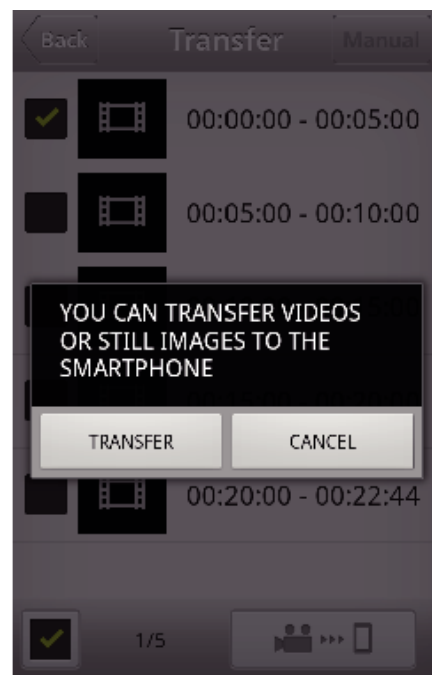 Back Transfer Manual
00:00:00 - 00:05:00
00:05:00 - 00:10:00
YOU CAN TRANSFER VIDEOS
OR STILL IMAGES TO THE
SMARTPHONE
TRANSFER CANCEL
00:20:00 - 00:22:44
1/5